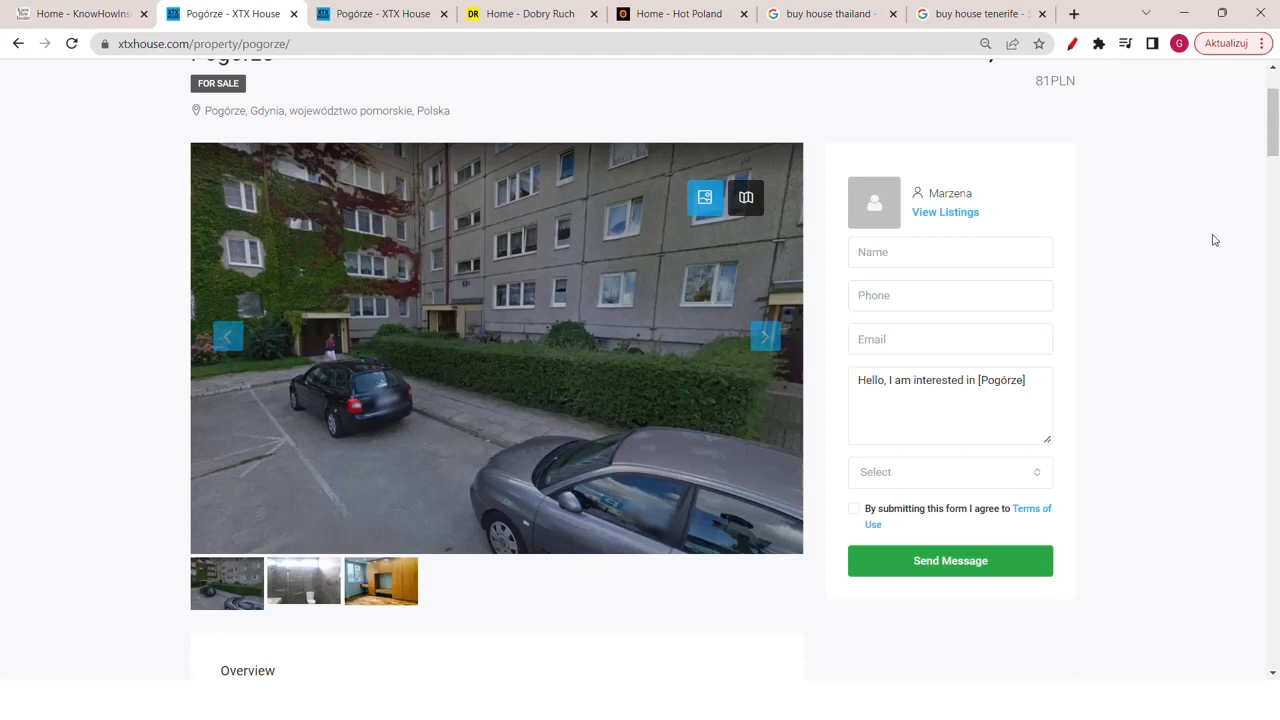 Home - KnowHowIns
Pogórze - XTX House
Pogórze - XTX House
DR Home - Dobry Ruch
Home - Hot Poland
buy house thailand -
buy house tenerife -
xtxhouse.com/property/pogorze/
G
Aktualizuj
FOR SALE
81PLN
Pogórze, Gdynia, województwo pomorskie, Polska
Marzena
View Listings
Name
Phone
Email
Hello, I am interested in [Pogórze]
Select
By submitting this form I agree to Terms of
Use
Send Message
Overview